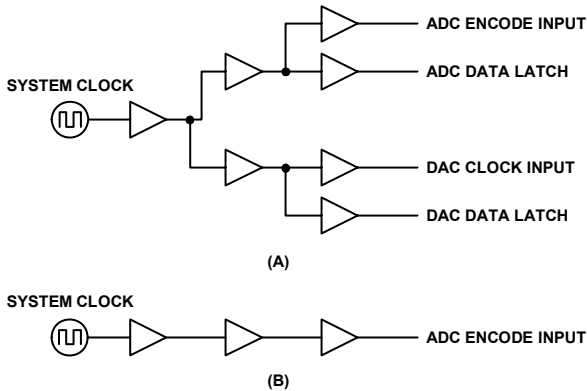 ADC ENCODE INPUT
ADC DATA LATCH
SYSTEM CLOCK
DAC CLOCK INPUT
DAC DATA LATCH
(A)
SYSTEM CLOCK
ADC ENCODE INPUT
(B)